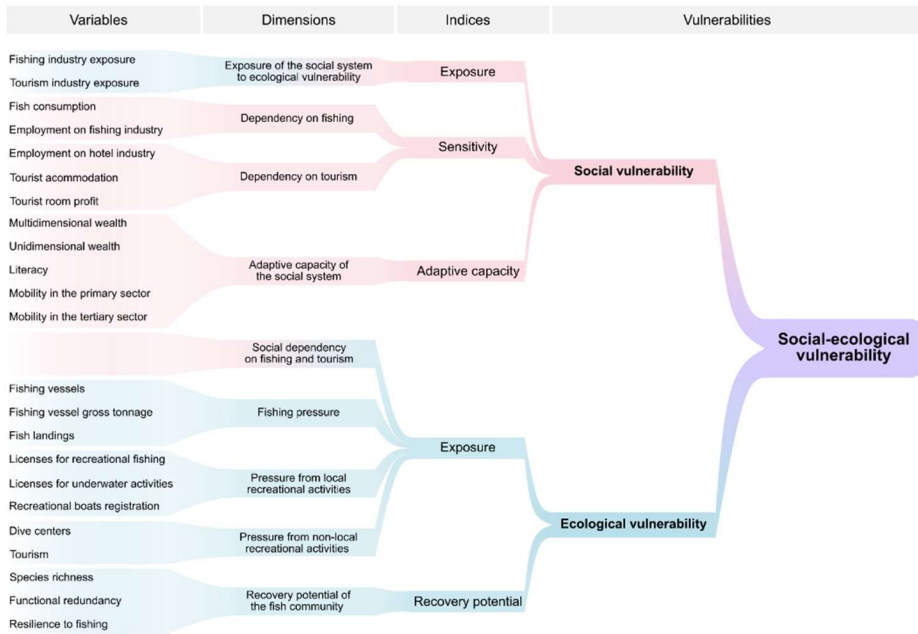 Variables
Dimensions
Indices
Vulnerabilities
Fishing industry exposure
Tourism industry exposure
Exposure of the social system
to ecological vulnerability
Exposure
Fish consumption
Employment on fishing industry
Dependency on fishing
Employment on hotel industry
Tourist acommodation
Tourist room profit
Dependency on tourism
Sensitivity
Multidimensional wealth
Unidimensional wealth
Literacy
Mobility in the primary sector
Mobility in the tertiary sector
Adaptive capacity of
the social system
Adaptive capacity
Social vulnerability
Social dependency
on fishing and tourism
Fishing vessels
Fishing vessel gross tonnage
Fish landings
Fishing pressure
Licenses for recreational fishing
Licenses for underwater activities
Recreational boats registration
Pressure from local
recreational activities
Dive centers
Tourism
Pressure from non-local
recreational activities
Exposure
Species richness
Functional redundancy
Resilience to fishing
Recovery potential of
the fish community
Recovery potential
Ecological vulnerability
Social-ecological
vulnerability